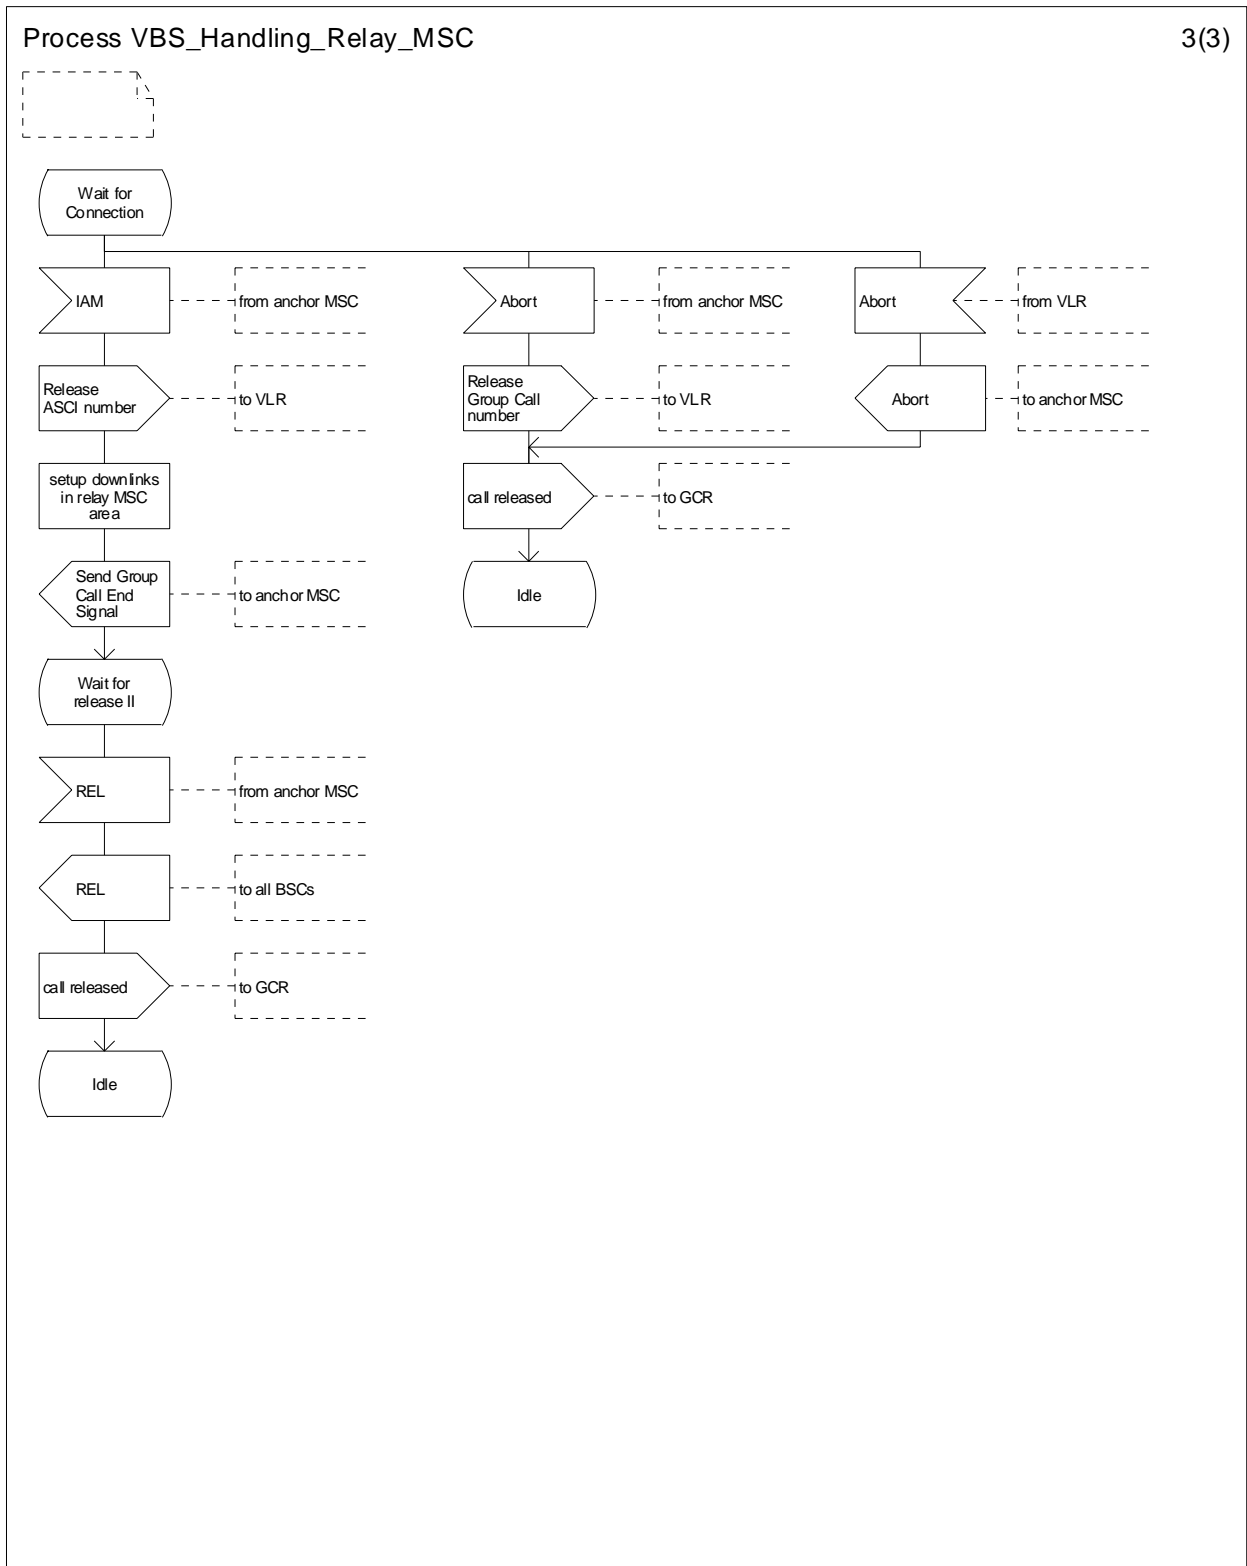 Process VBS_Handling_Relay_MSC
3(3)
Wait for
Connection
IAM
from anchor MSC
Abort
from anchor MSC
Abort
from VLR
Release
ASCI number
to VLR
Release
Group Call
number
to VLR
Abort
to anchor MSC
setup downlinks
in relay MSC
area
call released
to GCR
Send Group
Call End
Signal
to anchor MSC
Idle
Wait for
release II
REL
from anchor MSC
REL
to all BSCs
call released
to GCR
Idle